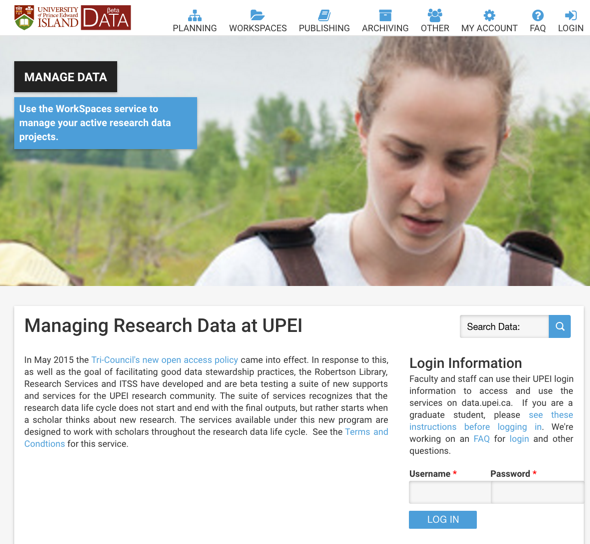 UNIVERSITY
of Prince Edward
ISLAND
Beta
DATA
PLANNING
WORKSPACES
PUBLISHING
ARCHIVING
OTHER
MY ACCOUNT
FAQ
LOGIN
MANAGE DATA
Use the WorkSpaces service to
manage your active research data
projects.
Managing Research Data at UPEI
Search Data:
In May 2015 the Tri-Council's new open access policy came into effect. In response to this,
as well as the goal of facilitating good data stewardship practices, the Robertson Library,
Research Services and ITSS have developed and are beta testing a suite of new supports
and services for the UPEI research community. The suite of services recognizes that the
research data life cycle does not start and end with the final outputs, but rather starts when
a scholar thinks about new research. The services available under this new program are
designed to work with scholars throughout the research data life cycle. See the Terms and
Condtions for this service.
Login Information
Faculty and staff can use their UPEI login
information to access and use the
services on data.upei.ca. If you are a
graduate student, please see these
instructions before logging in. We're
working on an FAQ for login and other
questions.
Username *
Password *
LOG IN